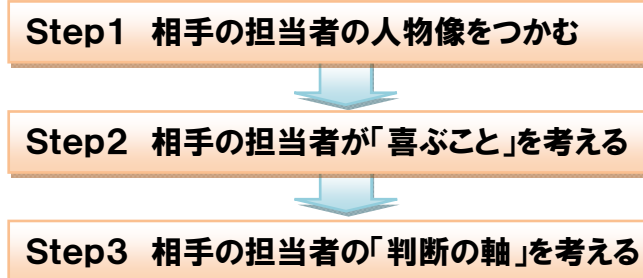 Step1 相手の担当者の人物像をつかむ
Step2 相手の担当者が「喜ぶこと」を考える
Step3 相手の担当者の「判断の軸」を考える